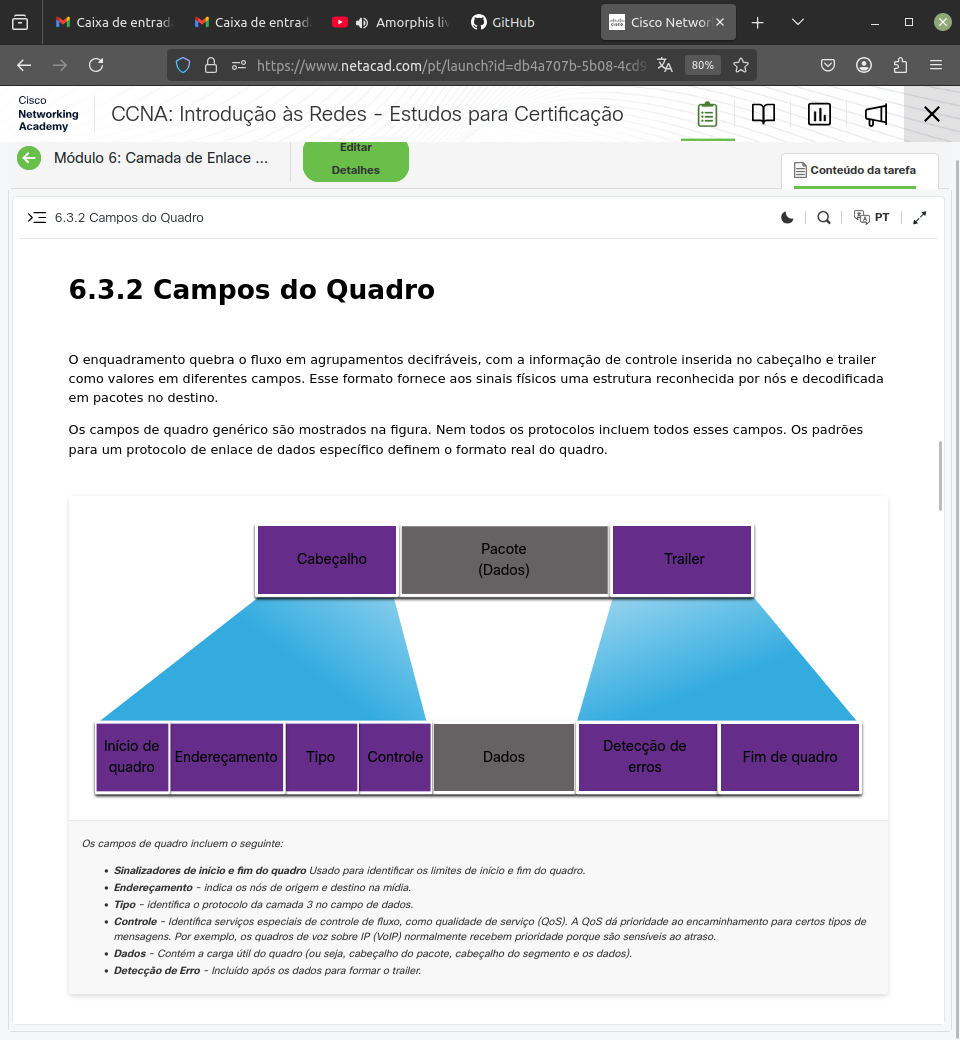 Caixa de entrad
Caixa de entrad
Amorphis liv
GitHub
Cisco Networ
https://www.netacad.com/pt/launch?id=db4a707b-5b08-4cd9
80%
Cisco
Networking
Academy
CCNA: Introdução às Redes - Estudos para Certificação
Módulo 6: Camada de Enlace ...
Editar
Detalhes
Conteúdo da tarefa
6.3.2 Campos do Quadro
PT
6.3.2 Campos do Quadro
O enquadramento quebra o fluxo em agrupamentos decifráveis, com a informação de controle inserida no cabeçalho e trailer
como valores em diferentes campos. Esse formato fornece aos sinais físicos uma estrutura reconhecida por nós e decodificada
em pacotes no destino.
Os campos de quadro genérico são mostrados na figura. Nem todos os protocolos incluem todos esses campos. Os padrões
para um protocolo de enlace de dados específico definem o formato real do quadro.
Cabeçalho
Pacote
(Dados)
Trailer
Início de
quadro
Endereçamento
Tipo
Controle
Dados
Detecção de
erros
Fim de quadro
Os campos de quadro incluem o seguinte:
• Sinalizadores de início e fim do quadro Usado para identificar os limites de início e fim do quadro.
• Endereçamento - indica os nós de origem e destino na mídia.
• Tipo - identifica o protocolo da camada 3 no campo de dados.
• Controle - Identifica serviços especiais de controle de fluxo, como qualidade de serviço (QoS). A QoS dá prioridade ao encaminhamento para certos tipos de
mensagens. Por exemplo, os quadros de voz sobre IP (VoIP) normalmente recebem prioridade porque são sensíveis ao atraso.
• Dados - Contém a carga útil do quadro (ou seja, cabeçalho do pacote, cabeçalho do segmento e os dados).
• Detecção de Erro - Incluído após os dados para formar o trailer.